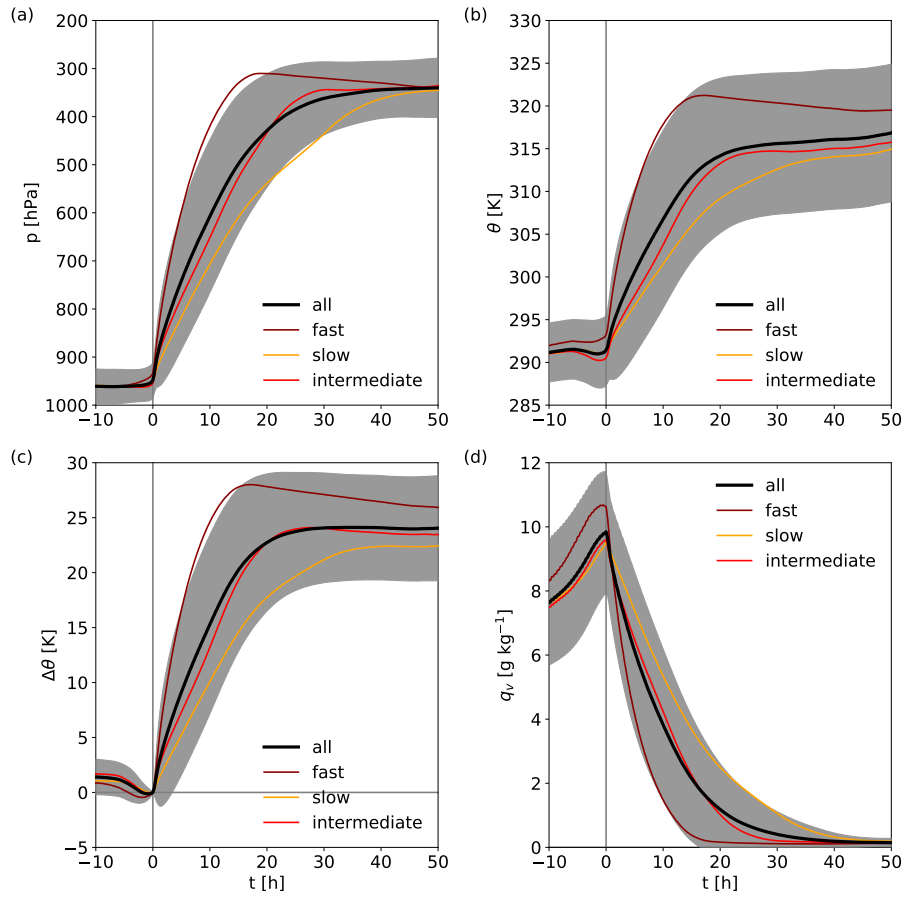 (a)
200
300
400
500
600
700
800
900
1000
p [hPa]
−10 0 10 20 30 40 50
all
fast
slow
intermediate
(b)
330
325
320
315
310
305
300
295
290
285
θ [K]
−10 0 10 20 30 40 50
all
fast
slow
intermediate
(c)
30
25
20
15
10
5
0
−5
Δθ [K]
−10 0 10 20 30 40 50
t [h]
all
fast
slow
intermediate
(d)
12
10
8
6
4
2
0
qᵥ [g kg⁻¹]
−10 0 10 20 30 40 50
t [h]
all
fast
slow
intermediate